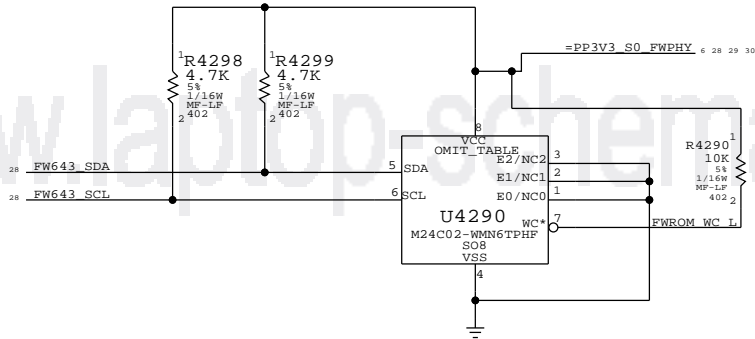 =PP3V3_S0_FWPHY 6 28 29 30
1 R4298
4.7K
5%
1/16W
MF-LF
2 402
1 R4299
4.7K
5%
1/16W
MF-LF
2 402
R4290 1
10K
5%
1/16W
MF-LF
402 2
8
VCC
OMIT_TABLE
28 FW643_SDA 5 SDA
28 FW643_SCL 6 SCL
E2/NC2 3
E1/NC1 2
E0/NC0 1
U4290
WC* 7 FWROM_WC_L
M24C02-WMN6TPHF
SO8
VSS
4
w.laptop-schema